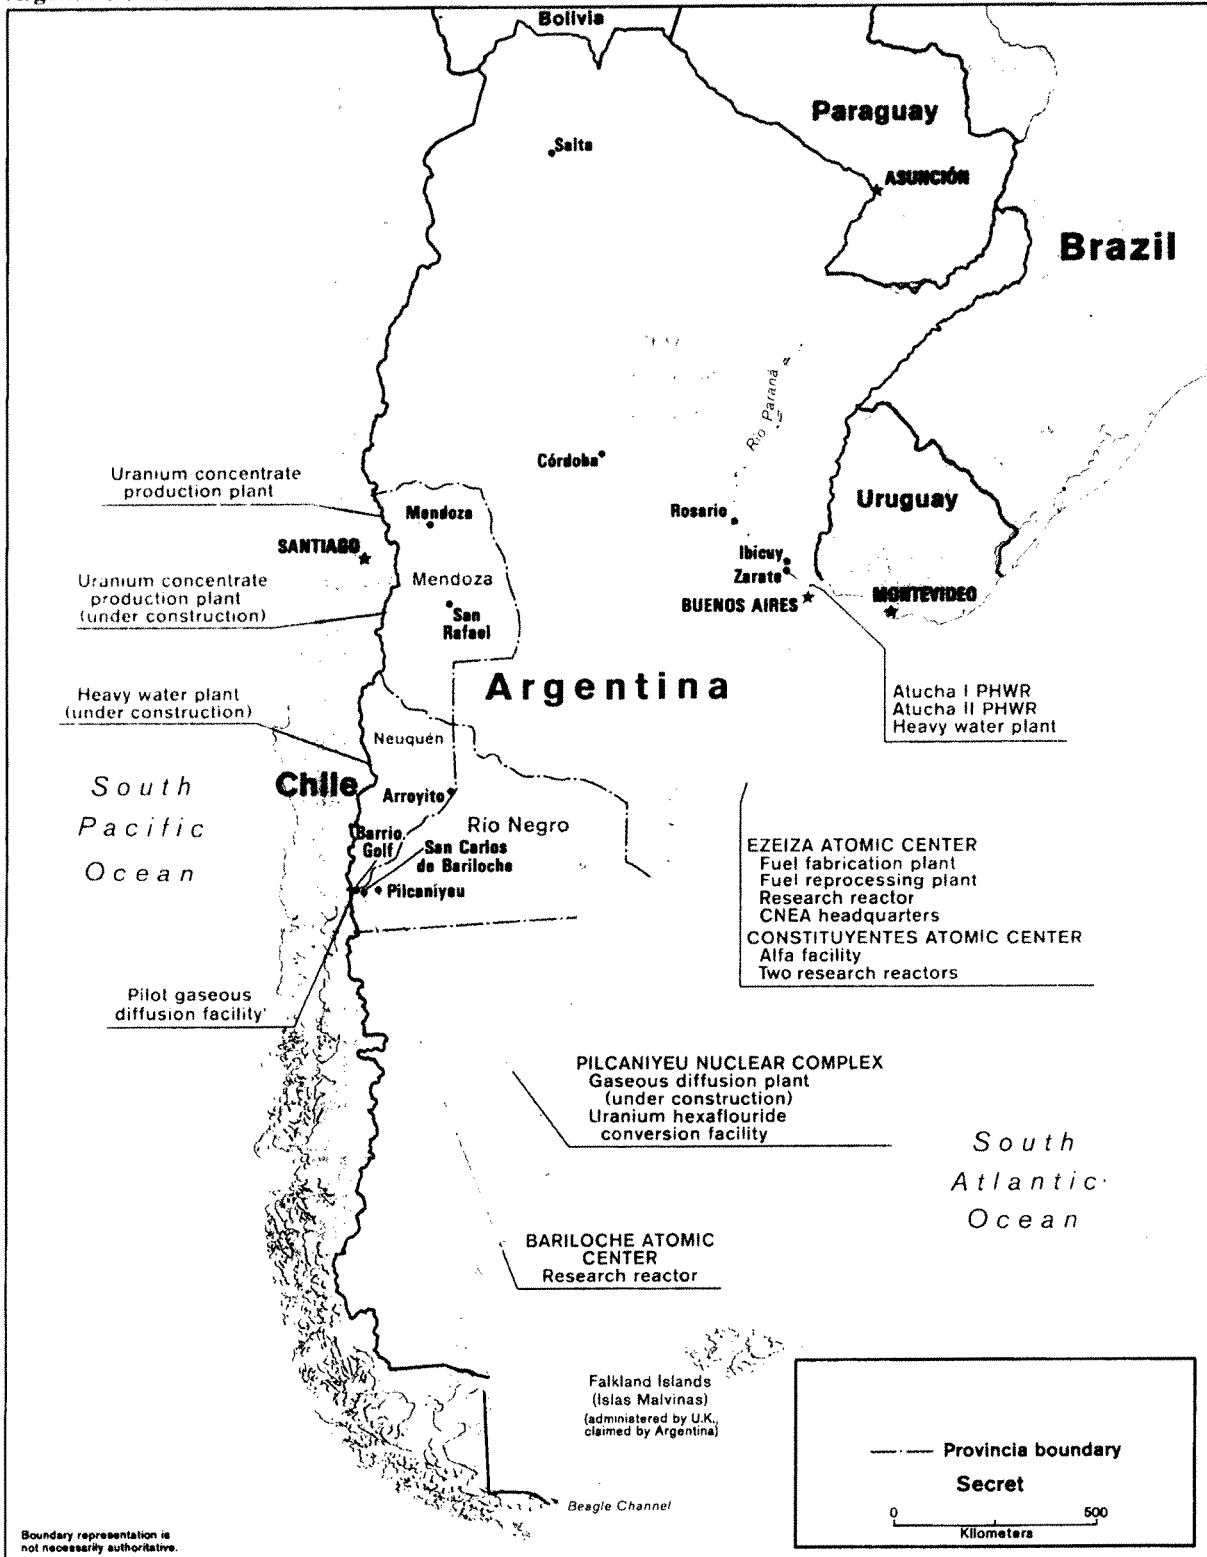 Bolivia
Paraguay
Salta
ASUNCIÓN
Brazil
Río Paraná
Córdoba
Uranium concentrate
production plant
Mendoza
Rosario
Uruguay
SANTIAGO
Ibicuy
Zarate
Uranium concentrate
production plant
(under construction)
Mendoza
BUENOS AIRES
MONTEVIDEO
San
Rafael
Argentina
Heavy water plant
(under construction)
Atucha I PHWR
Atucha II PHWR
Heavy water plant
Neuquén
South
Pacific
Ocean
Chile
Arroyito
Río Negro
Barrio
Golf
San Carlos
de Bariloche
Pilcaniyeu
EZEIZA ATOMIC CENTER
Fuel fabrication plant
Fuel reprocessing plant
Research reactor
CNEA headquarters
CONSTITUYENTES ATOMIC CENTER
Alfa facility
Two research reactors
Pilot gaseous
diffusion facility
PILCANIYEU NUCLEAR COMPLEX
Gaseous diffusion plant
(under construction)
Uranium hexaflouride
conversion facility
South
Atlantic
Ocean
BARILOCHE ATOMIC
CENTER
Research reactor
Falkland Islands
(Islas Malvinas)
(administered by U.K.,
claimed by Argentina)
Provincia boundary
Secret
0 500
Kilometers
Beagle Channel
Boundary representation is
not necessarily authoritative.